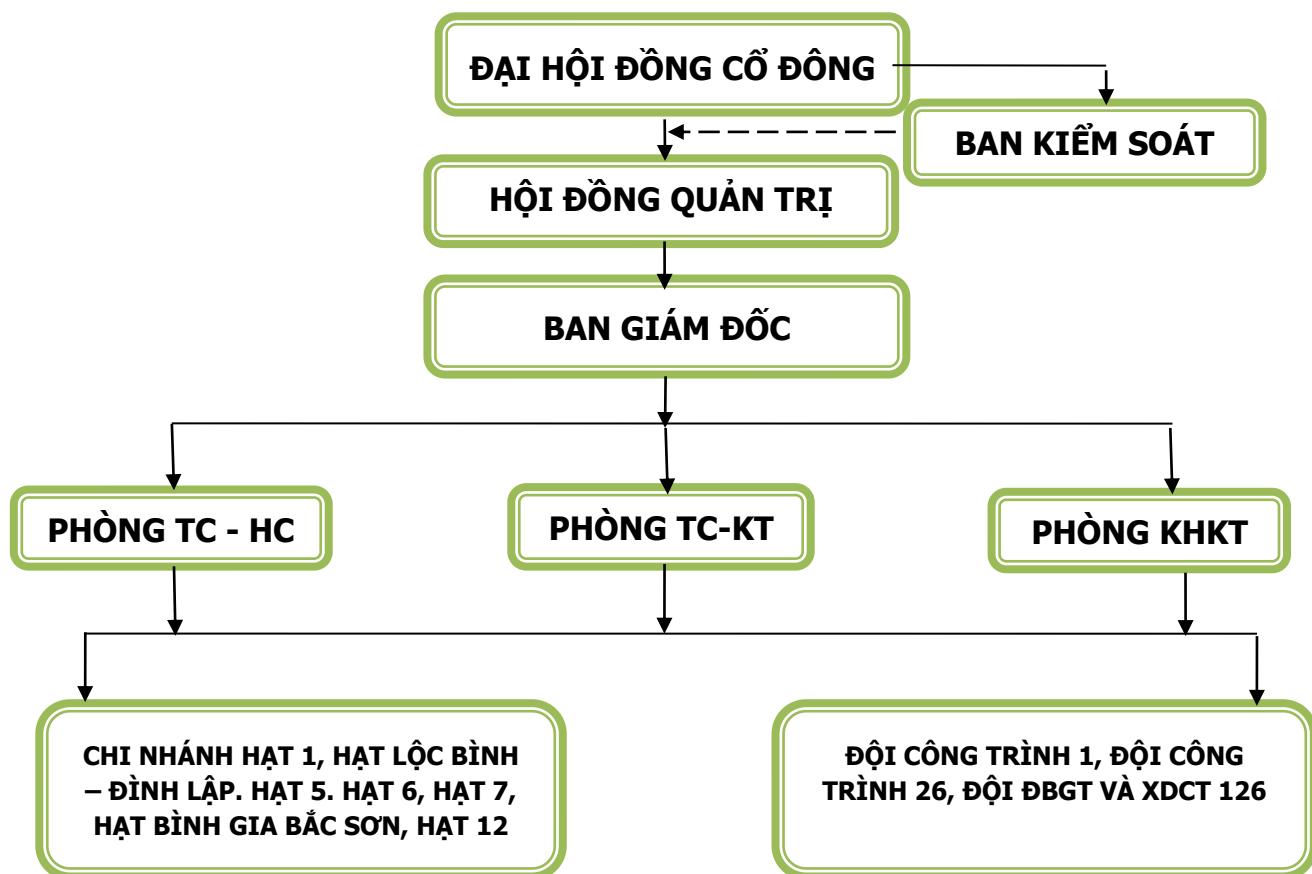 ĐẠI HỘI ĐỒNG CỔ ĐÔNG
BAN KIỂM SOÁT
HỘI ĐỒNG QUẢN TRỊ
BAN GIÁM ĐỐC
PHÒNG TC - HC
PHÒNG TC-KT
PHÒNG KHKT
CHI NHÁNH HẠT 1, HẠT LỘC BÌNH
– ĐÌNH LẬP. HẠT 5. HẠT 6, HẠT 7,
HẠT BÌNH GIA BẮC SƠN, HẠT 12
ĐỘI CÔNG TRÌNH 1, ĐỘI CÔNG
TRÌNH 26, ĐỘI ĐBGT VÀ XDCT 126